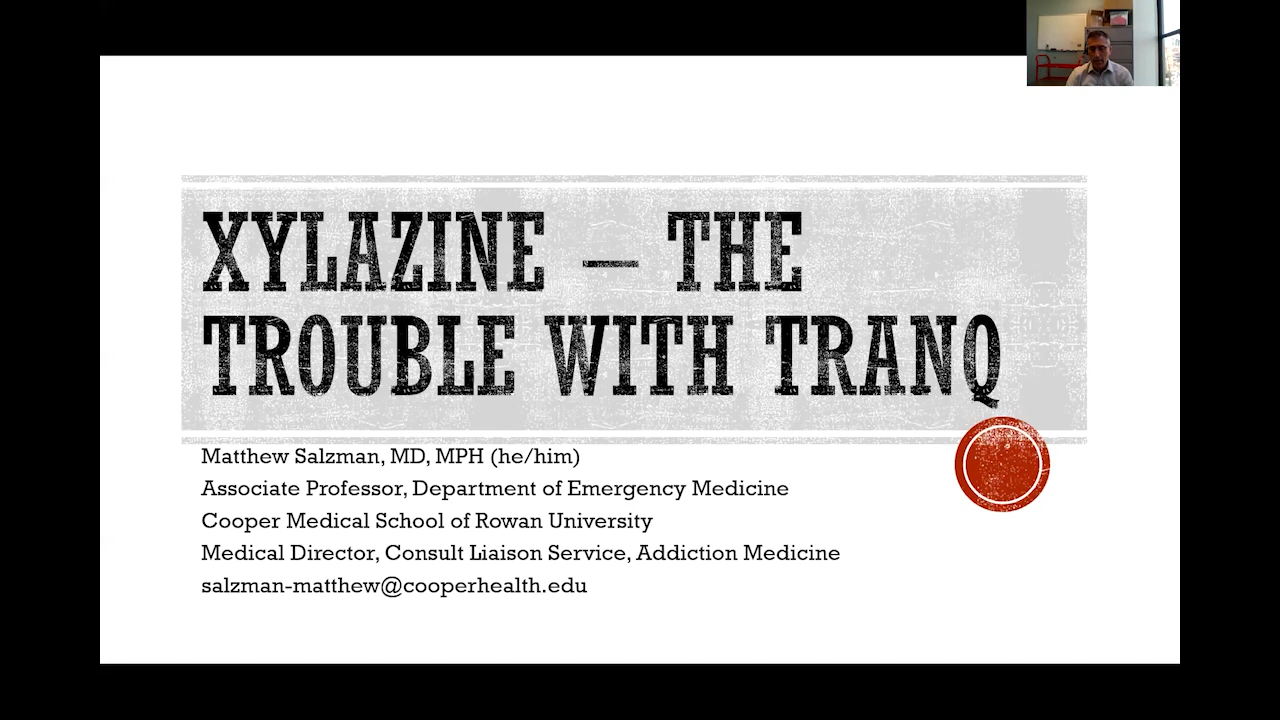 XYLAZINE – THE
TROUBLE WITH TRANQ
Matthew Salzman, MD, MPH (he/him)
Associate Professor, Department of Emergency Medicine
Cooper Medical School of Rowan University
Medical Director, Consult Liaison Service, Addiction Medicine
salzman-matthew@cooperhealth.edu